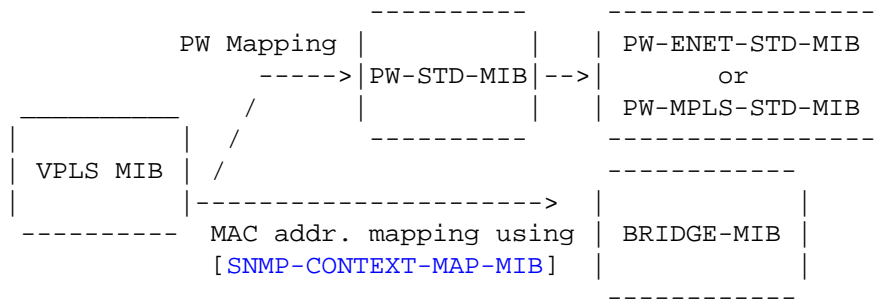 PW Mapping | | | PW-ENET-STD-MIB
----->|PW-STD-MIB|-->| or
/ | | | PW-MPLS-STD-MIB
| | /
| VPLS MIB | /
| |----------------------> | |
MAC addr. mapping using | BRIDGE-MIB |
[SNMP-CONTEXT-MAP-MIB] | |